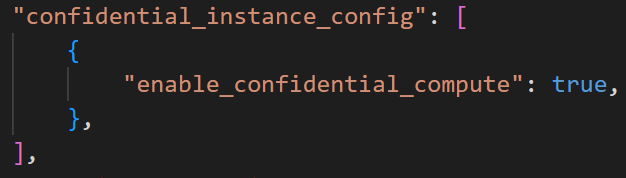 "confidential_instance_config": [
    {
        "enable_confidential_compute": true,
    },
],